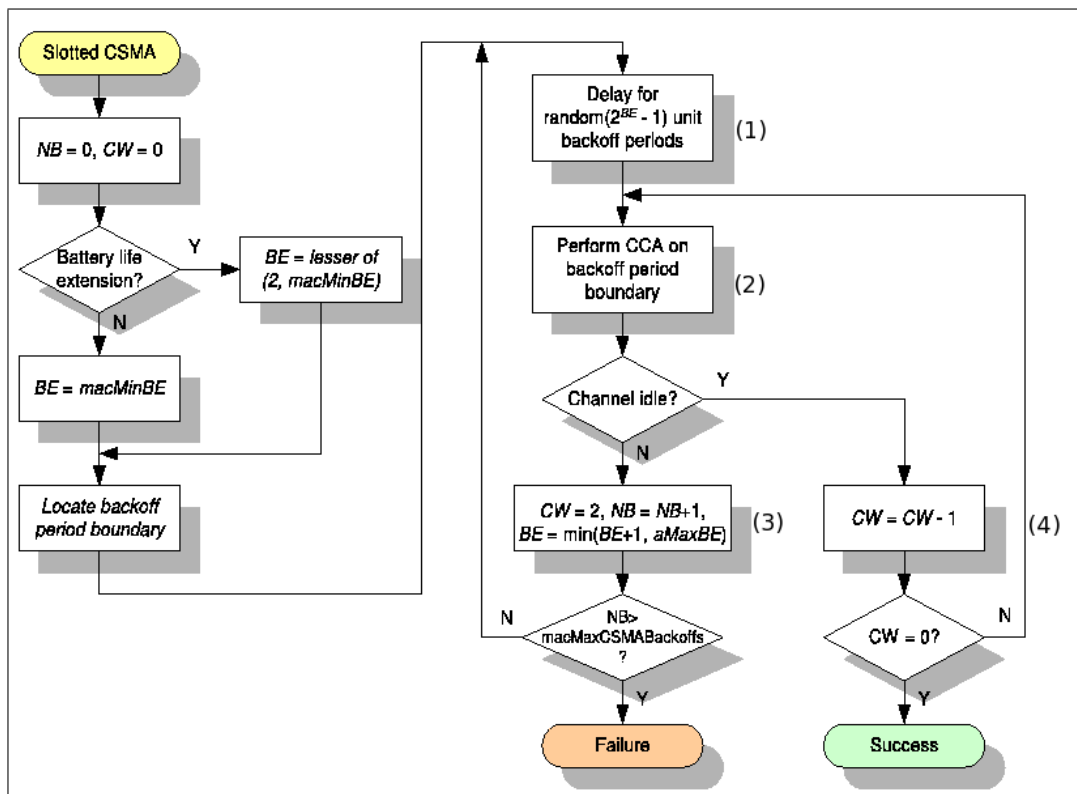 Slotted CSMA
NB = 0, CW = 0
Battery life
extension?
Y
N
BE = lesser of
(2, macMinBE)
BE = macMinBE
Locate backoff
period boundary
Delay for
random(2^BE - 1) unit
backoff periods
(1)
Perform CCA on
backoff period
boundary
(2)
Channel idle?
Y
N
CW = 2, NB = NB+1,
BE = min(BE+1, aMaxBE)
(3)
CW = CW - 1
(4)
NB>
macMaxCSMABackoffs
?
N
Y
CW = 0?
N
Y
Failure
Success